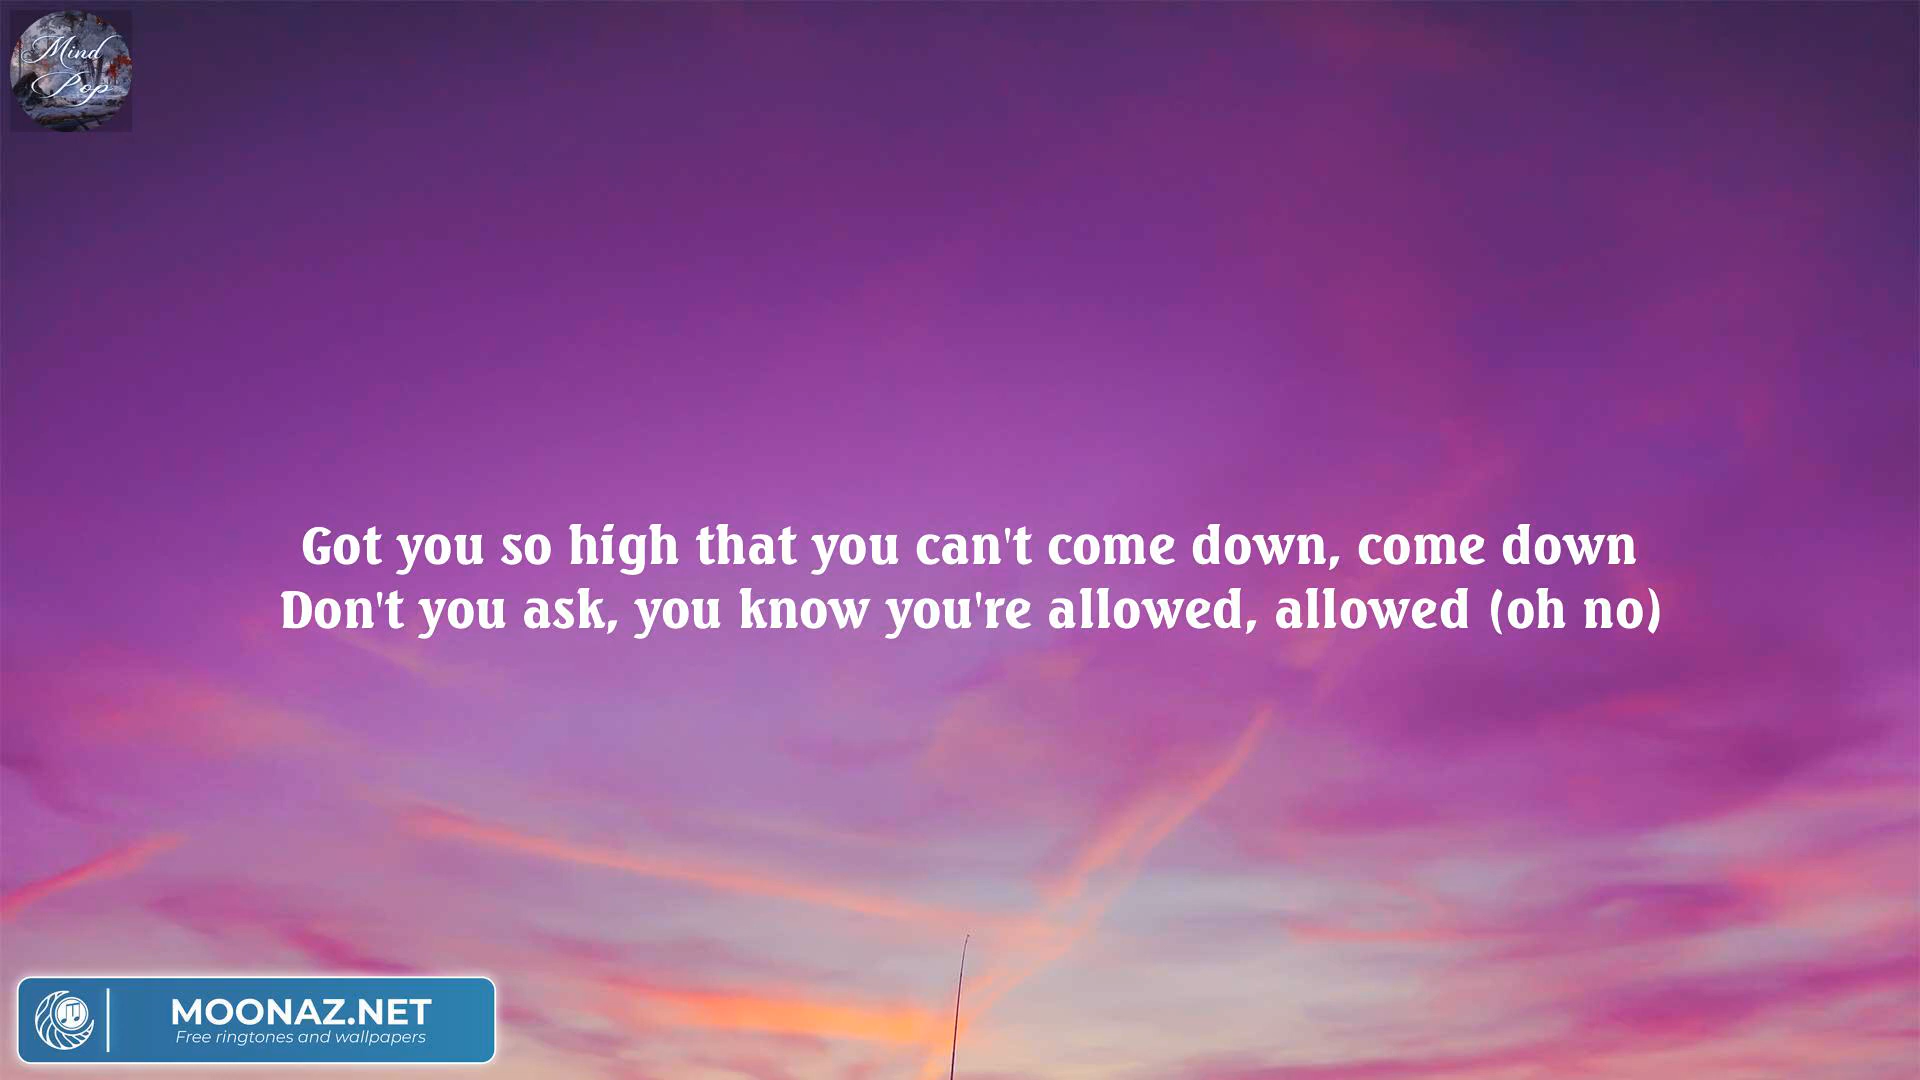 Mind
Pop
Got you so high that you can't come down, come down
Don't you ask, you know you're allowed, allowed (oh no)
MOONAZ.NET
Free ringtones and wallpapers